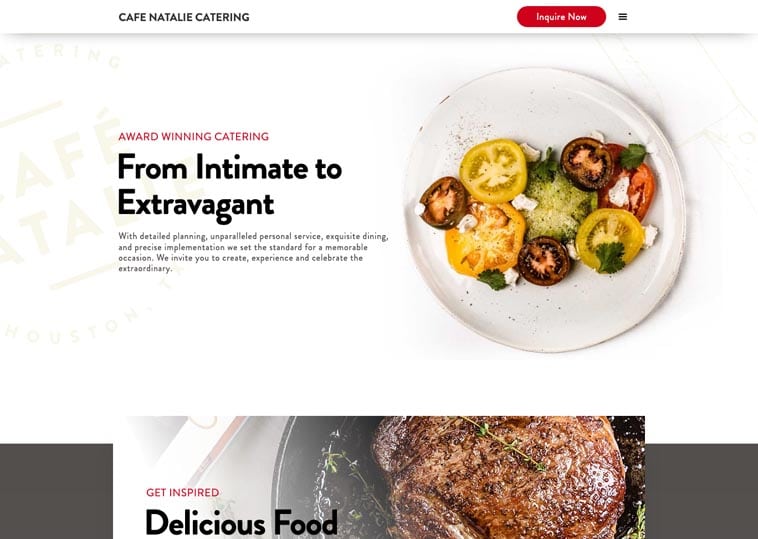 CAFE NATALIE CATERING
Inquire Now
CATERING
CAFÉ
NATALIE
HOUSTON, T
AWARD WINNING CATERING
From Intimate to
Extravagant
With detailed planning, unparalleled personal service, exquisite dining,
and precise implementation we set the standard for a memorable
occasion. We invite you to create, experience and celebrate the
extraordinary.
GET INSPIRED
Delicious Food